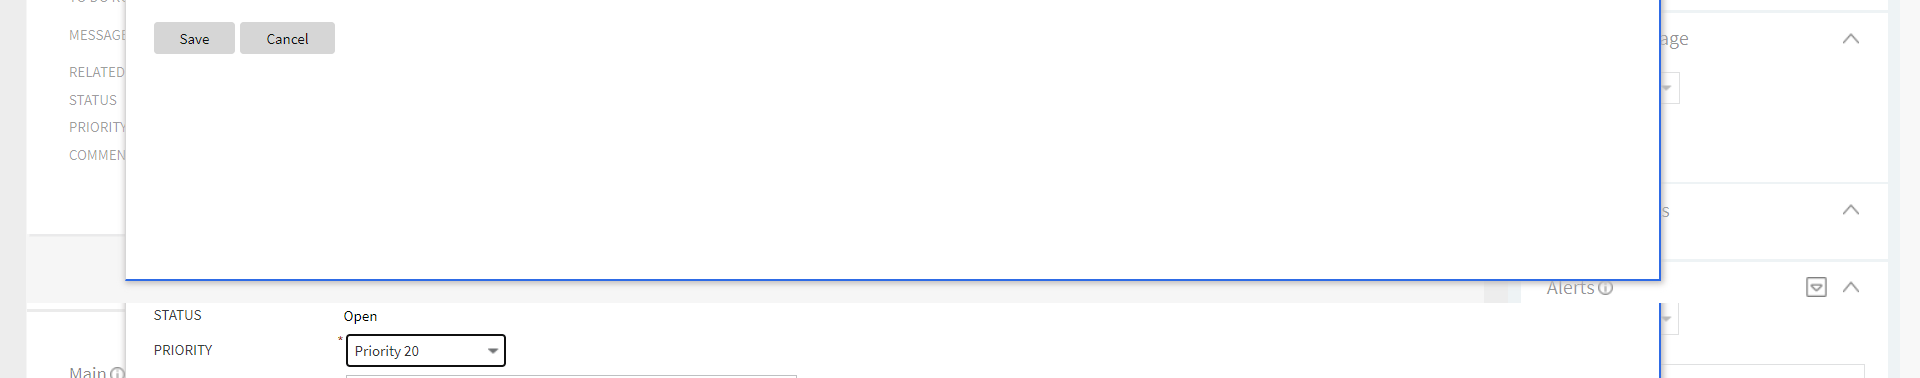 MESSAGE
Save Cancel
age
RELATED
STATUS
PRIORITY
COMMEN
s
Alerts
STATUS Open
PRIORITY * Priority 20
Main